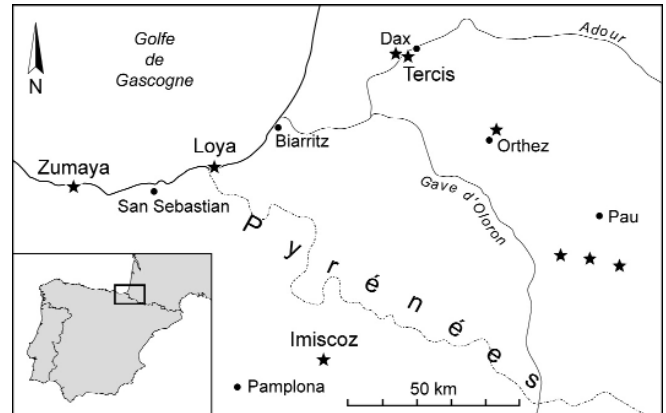 Golfe
de
Gascogne
N
Dax
Tercis
Adour
Orthez
Biarritz
Loya
Zumaya
San Sebastian
Gave d'Oloron
Pau
Pyrénées
Imiscoz
Pamplona
50 km